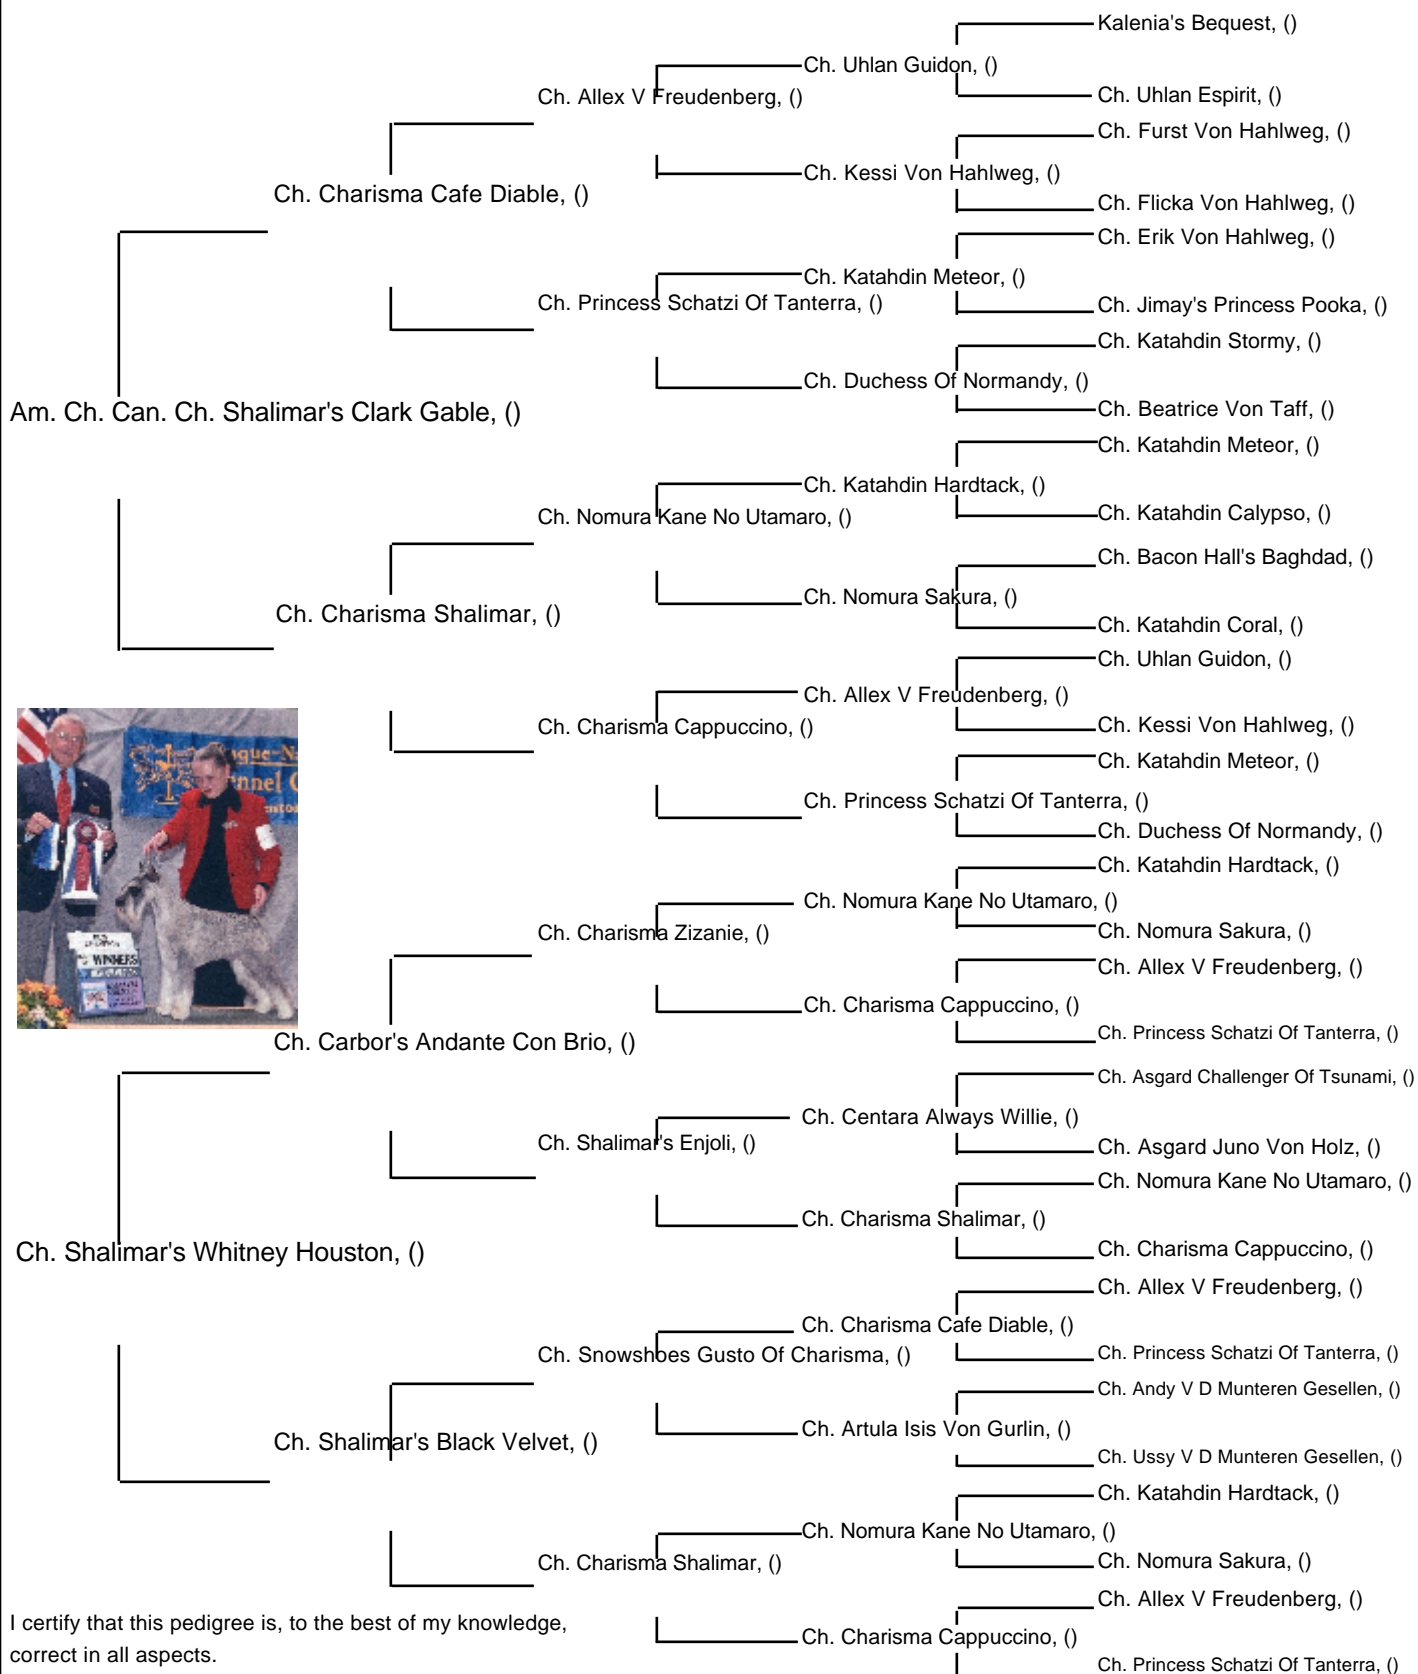 Kalenia's Bequest, ()
Ch. Uhlan Guidon, ()
Ch. Allex V Freudenberg, ()
Ch. Uhlan Espirit, ()
Ch. Furst Von Hahlweg, ()
Ch. Kessi Von Hahlweg, ()
Ch. Charisma Cafe Diable, ()
Ch. Flicka Von Hahlweg, ()
Ch. Erik Von Hahlweg, ()
Ch. Katahdin Meteor, ()
Ch. Princess Schatzi Of Tanterra, ()
Ch. Jimay's Princess Pooka, ()
Ch. Katahdin Stormy, ()
Ch. Duchess Of Normandy, ()
Am. Ch. Can. Ch. Shalimar's Clark Gable, ()
Ch. Beatrice Von Taff, ()
Ch. Katahdin Meteor, ()
Ch. Katahdin Hardtack, ()
Ch. Nomura Kane No Utamaro, ()
Ch. Katahdin Calypso, ()
Ch. Bacon Hall's Baghdad, ()
Ch. Nomura Sakura, ()
Ch. Charisma Shalimar, ()
Ch. Katahdin Coral, ()
Ch. Uhlan Guidon, ()
Ch. Allex V Freudenberg, ()
Ch. Charisma Cappuccino, ()
Ch. Kessi Von Hahlweg, ()
Ch. Katahdin Meteor, ()
Ch. Princess Schatzi Of Tanterra, ()
Ch. Duchess Of Normandy, ()
Ch. Katahdin Hardtack, ()
Ch. Nomura Kane No Utamaro, ()
Ch. Charisma Zizanie, ()
Ch. Nomura Sakura, ()
WINNERS
Ch. Allex V Freudenberg, ()
Ch. Charisma Cappuccino, ()
Ch. Carbor's Andante Con Brio, ()
Ch. Princess Schatzi Of Tanterra, ()
Ch. Asgard Challenger Of Tsunami, ()
Ch. Centara Always Willie, ()
Ch. Shalimar's Enjoli, ()
Ch. Asgard Juno Von Holz, ()
Ch. Nomura Kane No Utamaro, ()
Ch. Charisma Shalimar, ()
Ch. Shalimar's Whitney Houston, ()
Ch. Charisma Cappuccino, ()
Ch. Allex V Freudenberg, ()
Ch. Charisma Cafe Diable, ()
Ch. Snowshoes Gusto Of Charisma, ()
Ch. Princess Schatzi Of Tanterra, ()
Ch. Andy V D Munteren Gesellen, ()
Ch. Artula Isis Von Gurlin, ()
Ch. Shalimar's Black Velvet, ()
Ch. Ussy V D Munteren Gesellen, ()
Ch. Katahdin Hardtack, ()
Ch. Nomura Kane No Utamaro, ()
Ch. Charisma Shalimar, ()
Ch. Nomura Sakura, ()
Ch. Allex V Freudenberg, ()
Ch. Charisma Cappuccino, ()
Ch. Princess Schatzi Of Tanterra, ()
I certify that this pedigree is, to the best of my knowledge,
correct in all aspects.